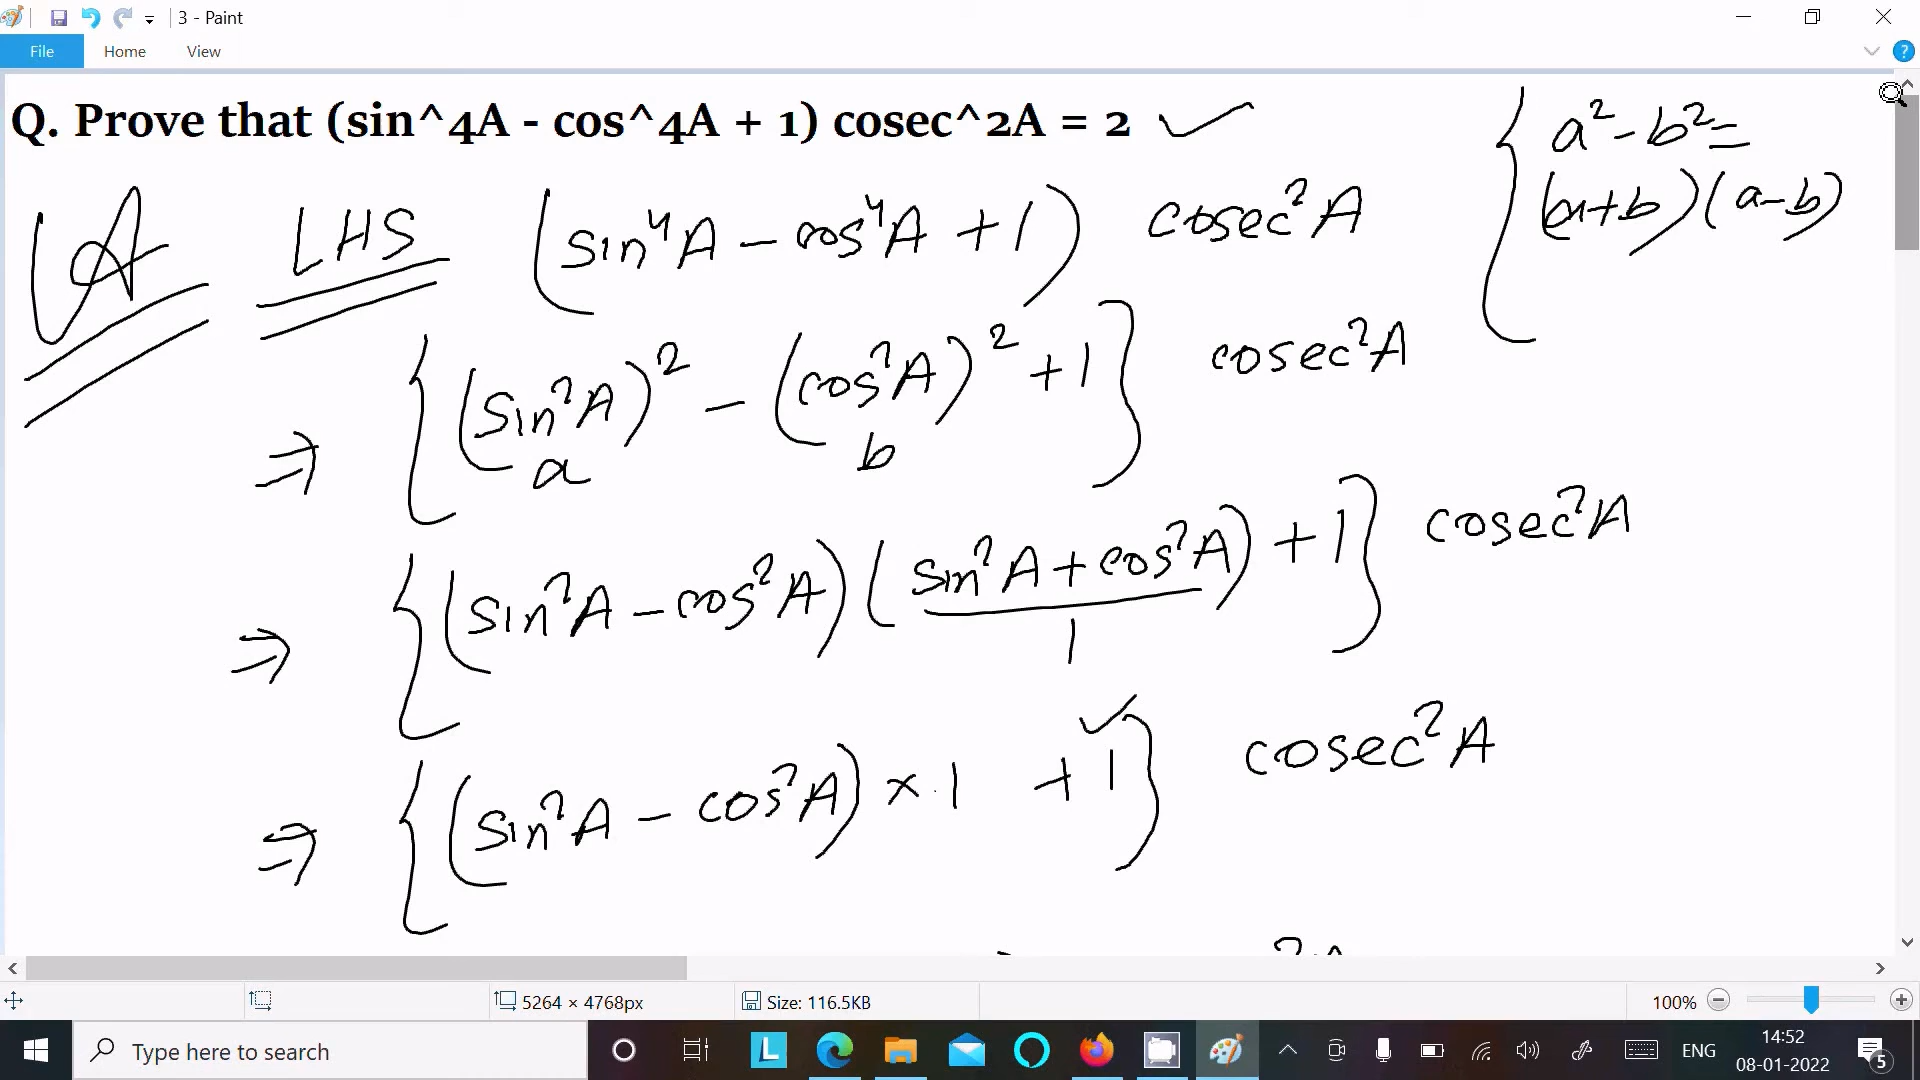 3 - Paint
File Home View
Q. Prove that (sin^4A - cos^4A + 1) cosec^2A = 2 ✓
a² - b² =
(a+b)(a-b)
A LHS (sin⁴A - cos⁴A + 1) cosec²A
⇒ {(sin²A)² - (cos²A)² + 1} cosec²A
a b
⇒ {(sin²A - cos²A)(sin²A + cos²A) + 1} cosec²A
1
⇒ {(sin²A - cos²A) × 1 + 1} cosec²A
5264 × 4768px Size: 116.5KB 100%
Type here to search
ENG 14:52
08-01-2022
5